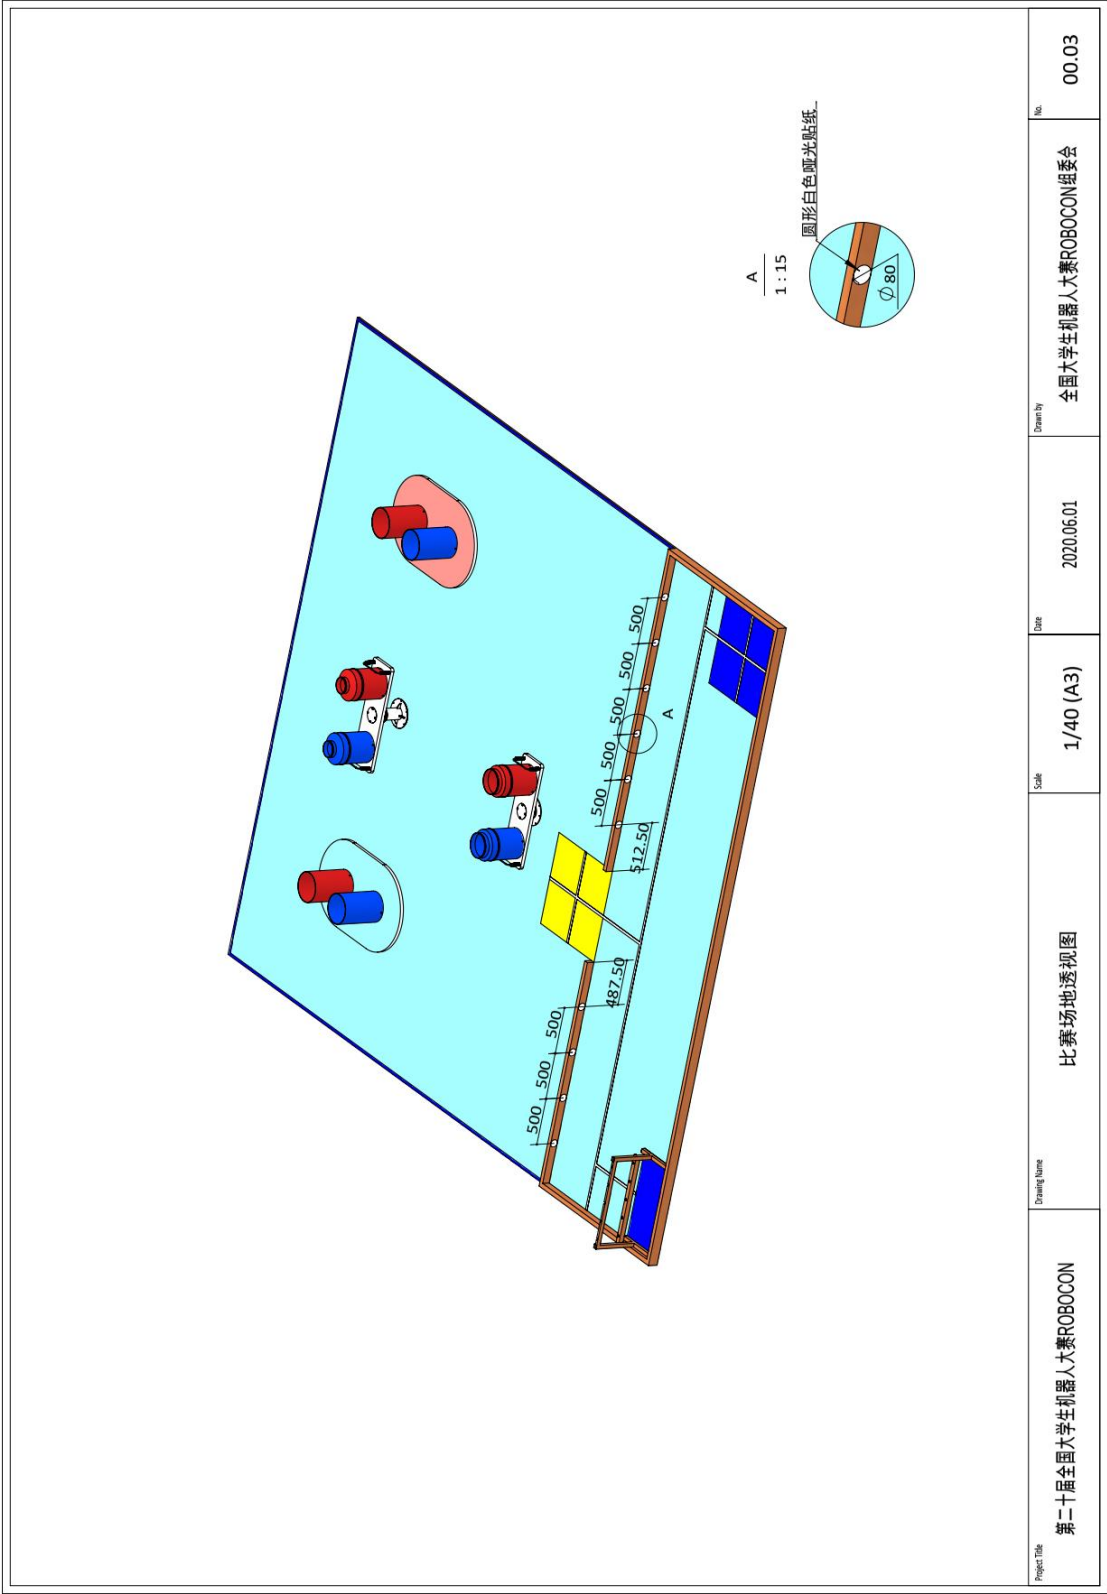 A
1 : 15
圆形白色哑光贴纸
∅ 80
500
500
500
487.50
512.50
500
500
500
500
500
A
Project Title
第二十届全国大学生机器人大赛ROBOCON
Drawing Name
比赛场地透视图
Scale
1/40 (A3)
Date
2020.06.01
Drawn by
全国大学生机器人大赛ROBOCON组委会
No.
00.03